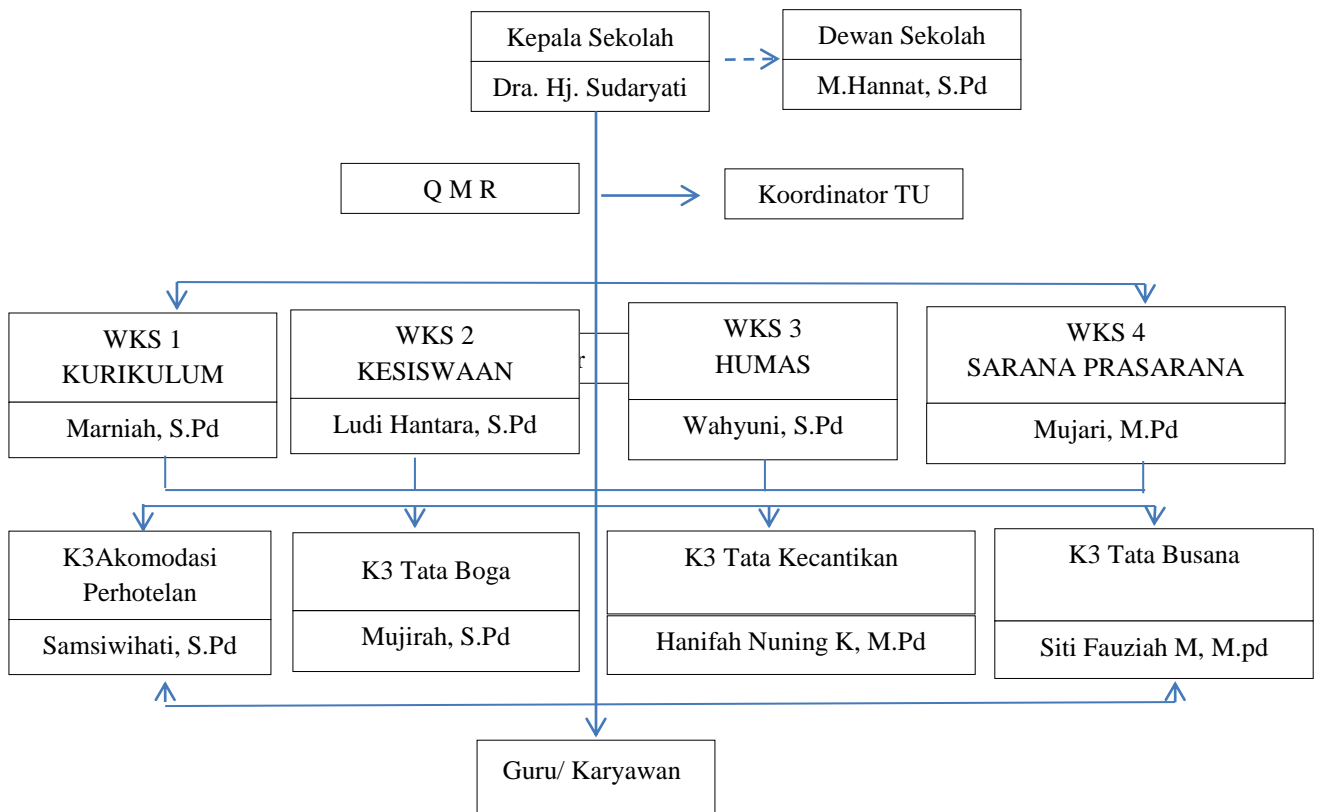 Kepala Sekolah
Dra. Hj. Sudaryati
Dewan Sekolah
M.Hannat, S.Pd
Q M R
Koordinator TU
WKS 1
KURIKULUM
Marniah, S.Pd
WKS 2
KESISWAAN
Ludi Hantara, S.Pd
WKS 3
HUMAS
Wahyuni, S.Pd
WKS 4
SARANA PRASARANA
Mujari, M.Pd
K3Akomodasi
Perhotelan
Samsiwihati, S.Pd
K3 Tata Boga
Mujirah, S.Pd
K3 Tata Kecantikan
Hanifah Nuning K, M.Pd
K3 Tata Busana
Siti Fauziah M, M.pd
Guru/ Karyawan